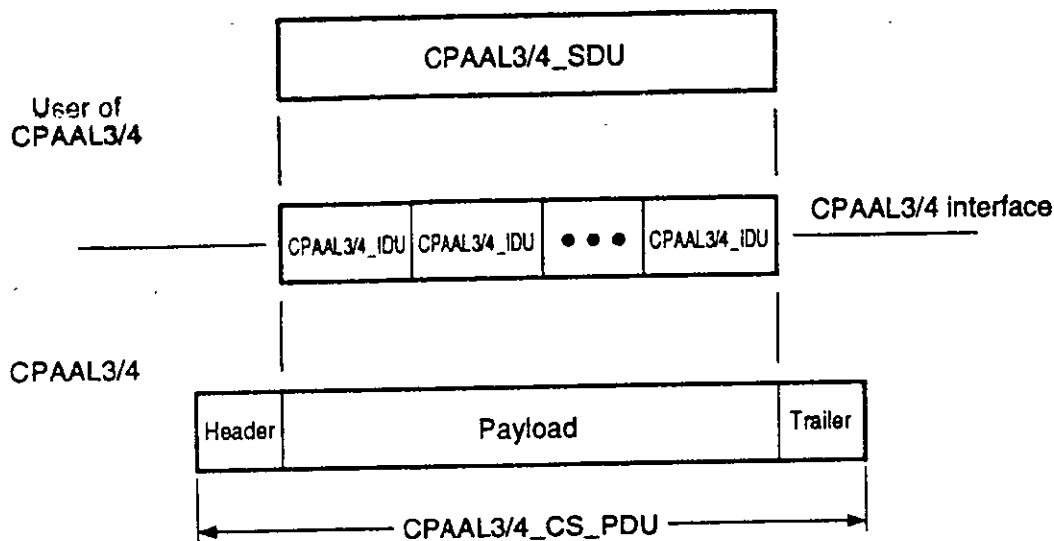 CPAAL3/4_SDU
User of
CPAAL3/4
CPAAL3/4 interface
CPAAL3/4_IDU
CPAAL3/4_IDU
CPAAL3/4_IDU
CPAAL3/4
Header
Payload
Trailer
CPAAL3/4_CS_PDU